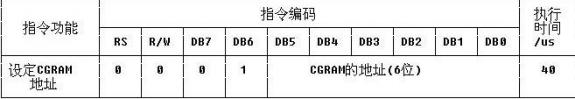 指令功能 指令编码 执行时间/us
RS R/W DB7 DB6 DB5 DB4 DB3 DB2 DB1 DB0
设定CGRAM地址 0 0 0 1 CGRAM的地址(6位) 40